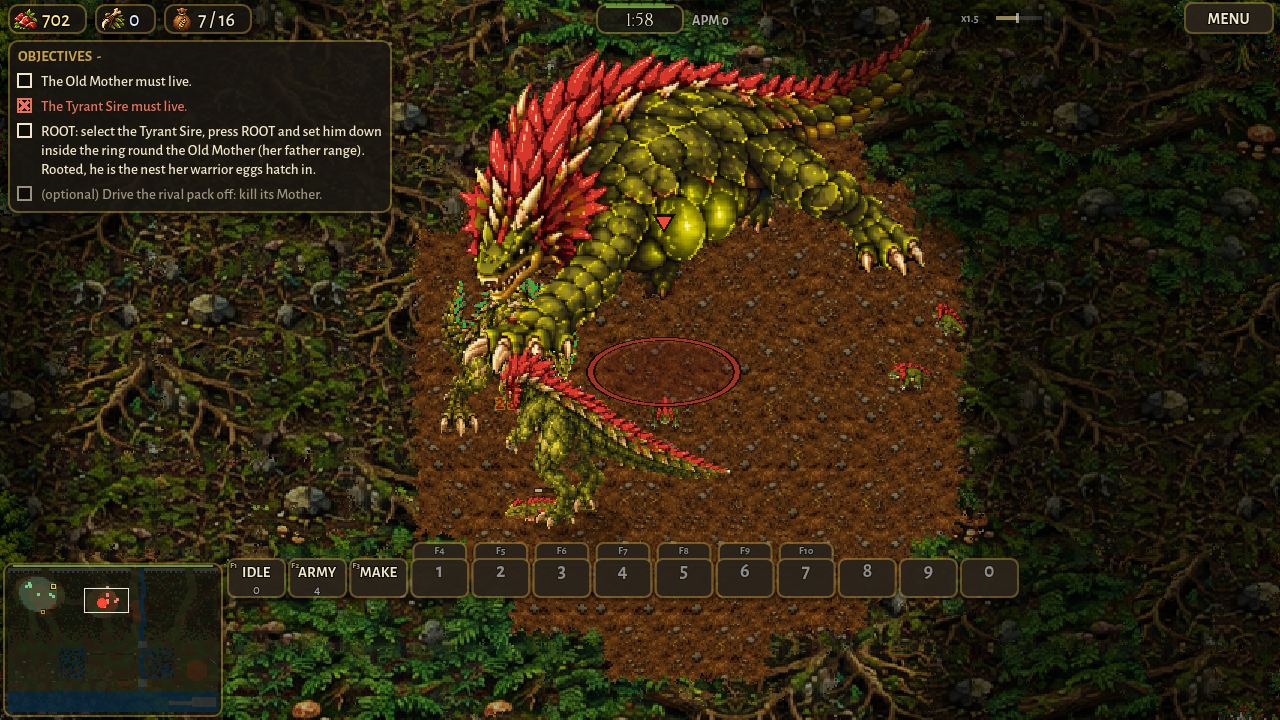 702
0
7 / 16
1:58
APM 0
x1.5
MENU
OBJECTIVES -
The Old Mother must live.
The Tyrant Sire must live.
ROOT: select the Tyrant Sire, press ROOT and set him down
inside the ring round the Old Mother (her father range).
Rooted, he is the nest her warrior eggs hatch in.
(optional) Drive the rival pack off: kill its Mother.
F4 F5 F6 F7 F8 F9 F10
F1 IDLE F2 ARMY F3 MAKE 1 2 3 4 5 6 7 8 9 0
0 4